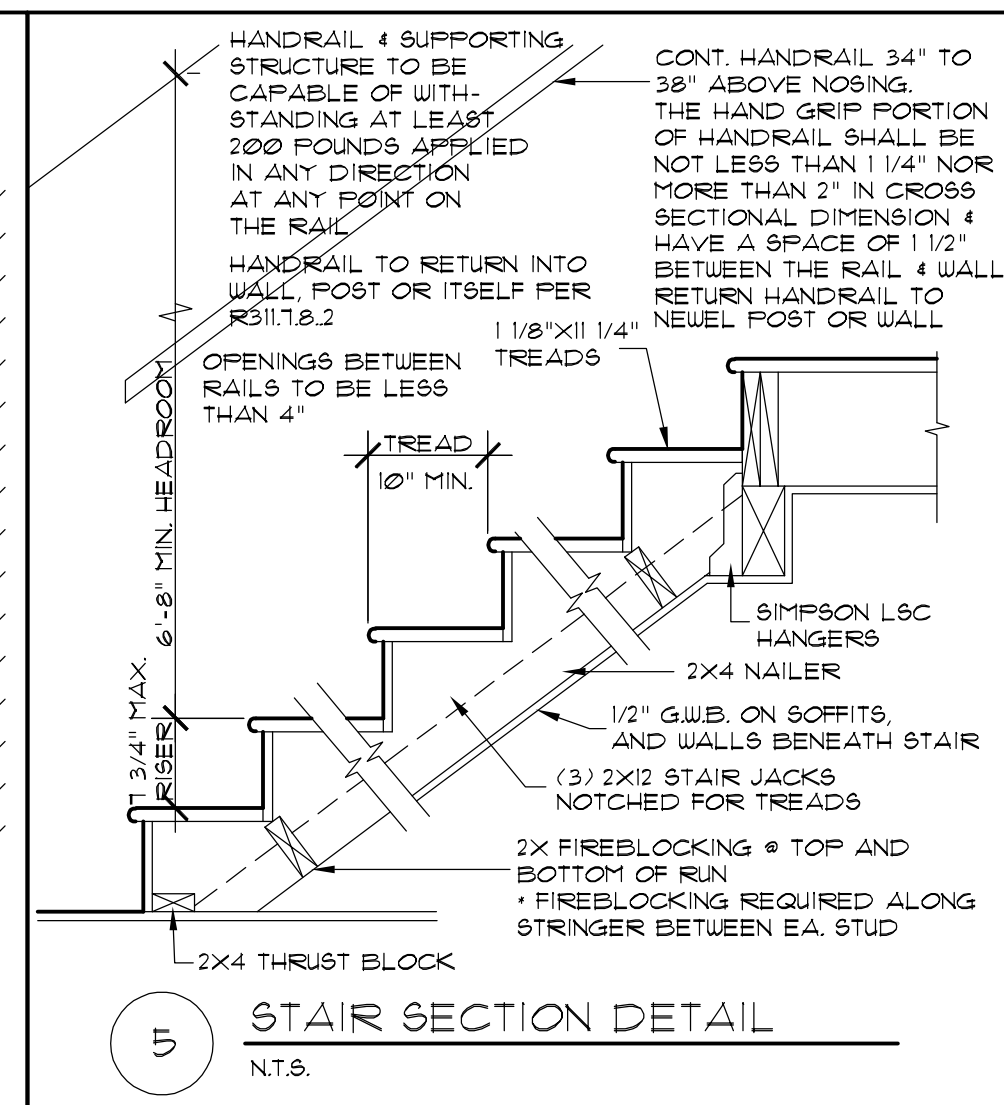 HANDRAIL & SUPPORTING
STRUCTURE TO BE
CAPABLE OF WITH-
STANDING AT LEAST
200 POUNDS APPLIED
IN ANY DIRECTION
AT ANY POINT ON
THE RAIL
HANDRAIL TO RETURN INTO
WALL, POST OR ITSELF PER
R311.7.8.2
OPENINGS BETWEEN
RAILS TO BE LESS
THAN 4"
CONT. HANDRAIL 34" TO
38" ABOVE NOSING.
THE HAND GRIP PORTION
OF HANDRAIL SHALL BE
NOT LESS THAN 1 1/4" NOR
MORE THAN 2" IN CROSS
SECTIONAL DIMENSION &
HAVE A SPACE OF 1 1/2"
BETWEEN THE RAIL & WALL
RETURN HANDRAIL TO
NEWEL POST OR WALL
1 1/8"X11 1/4"
TREADS
TREAD
10" MIN.
6'-8" MIN. HEADROOM
7 3/4" MAX.
RISER
SIMPSON LSC
HANGERS
2X4 NAILER
1/2" G.W.B. ON SOFFITS,
AND WALLS BENEATH STAIR
(3) 2X12 STAIR JACKS
NOTCHED FOR TREADS
2X FIREBLOCKING @ TOP AND
BOTTOM OF RUN
* FIREBLOCKING REQUIRED ALONG
STRINGER BETWEEN EA. STUD
2X4 THRUST BLOCK
5
STAIR SECTION DETAIL
N.T.S.